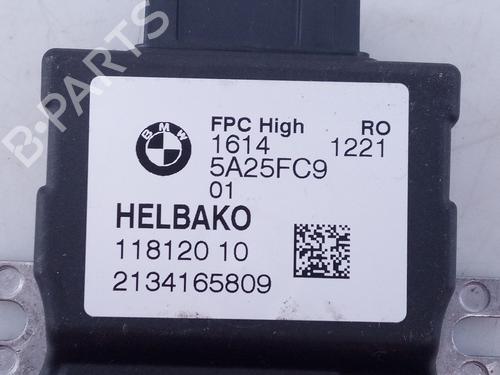 B-PARTS
BMW
FPC High RO
1614 1221
5A25FC9
01
HELBAKO
118120 10
2134165809